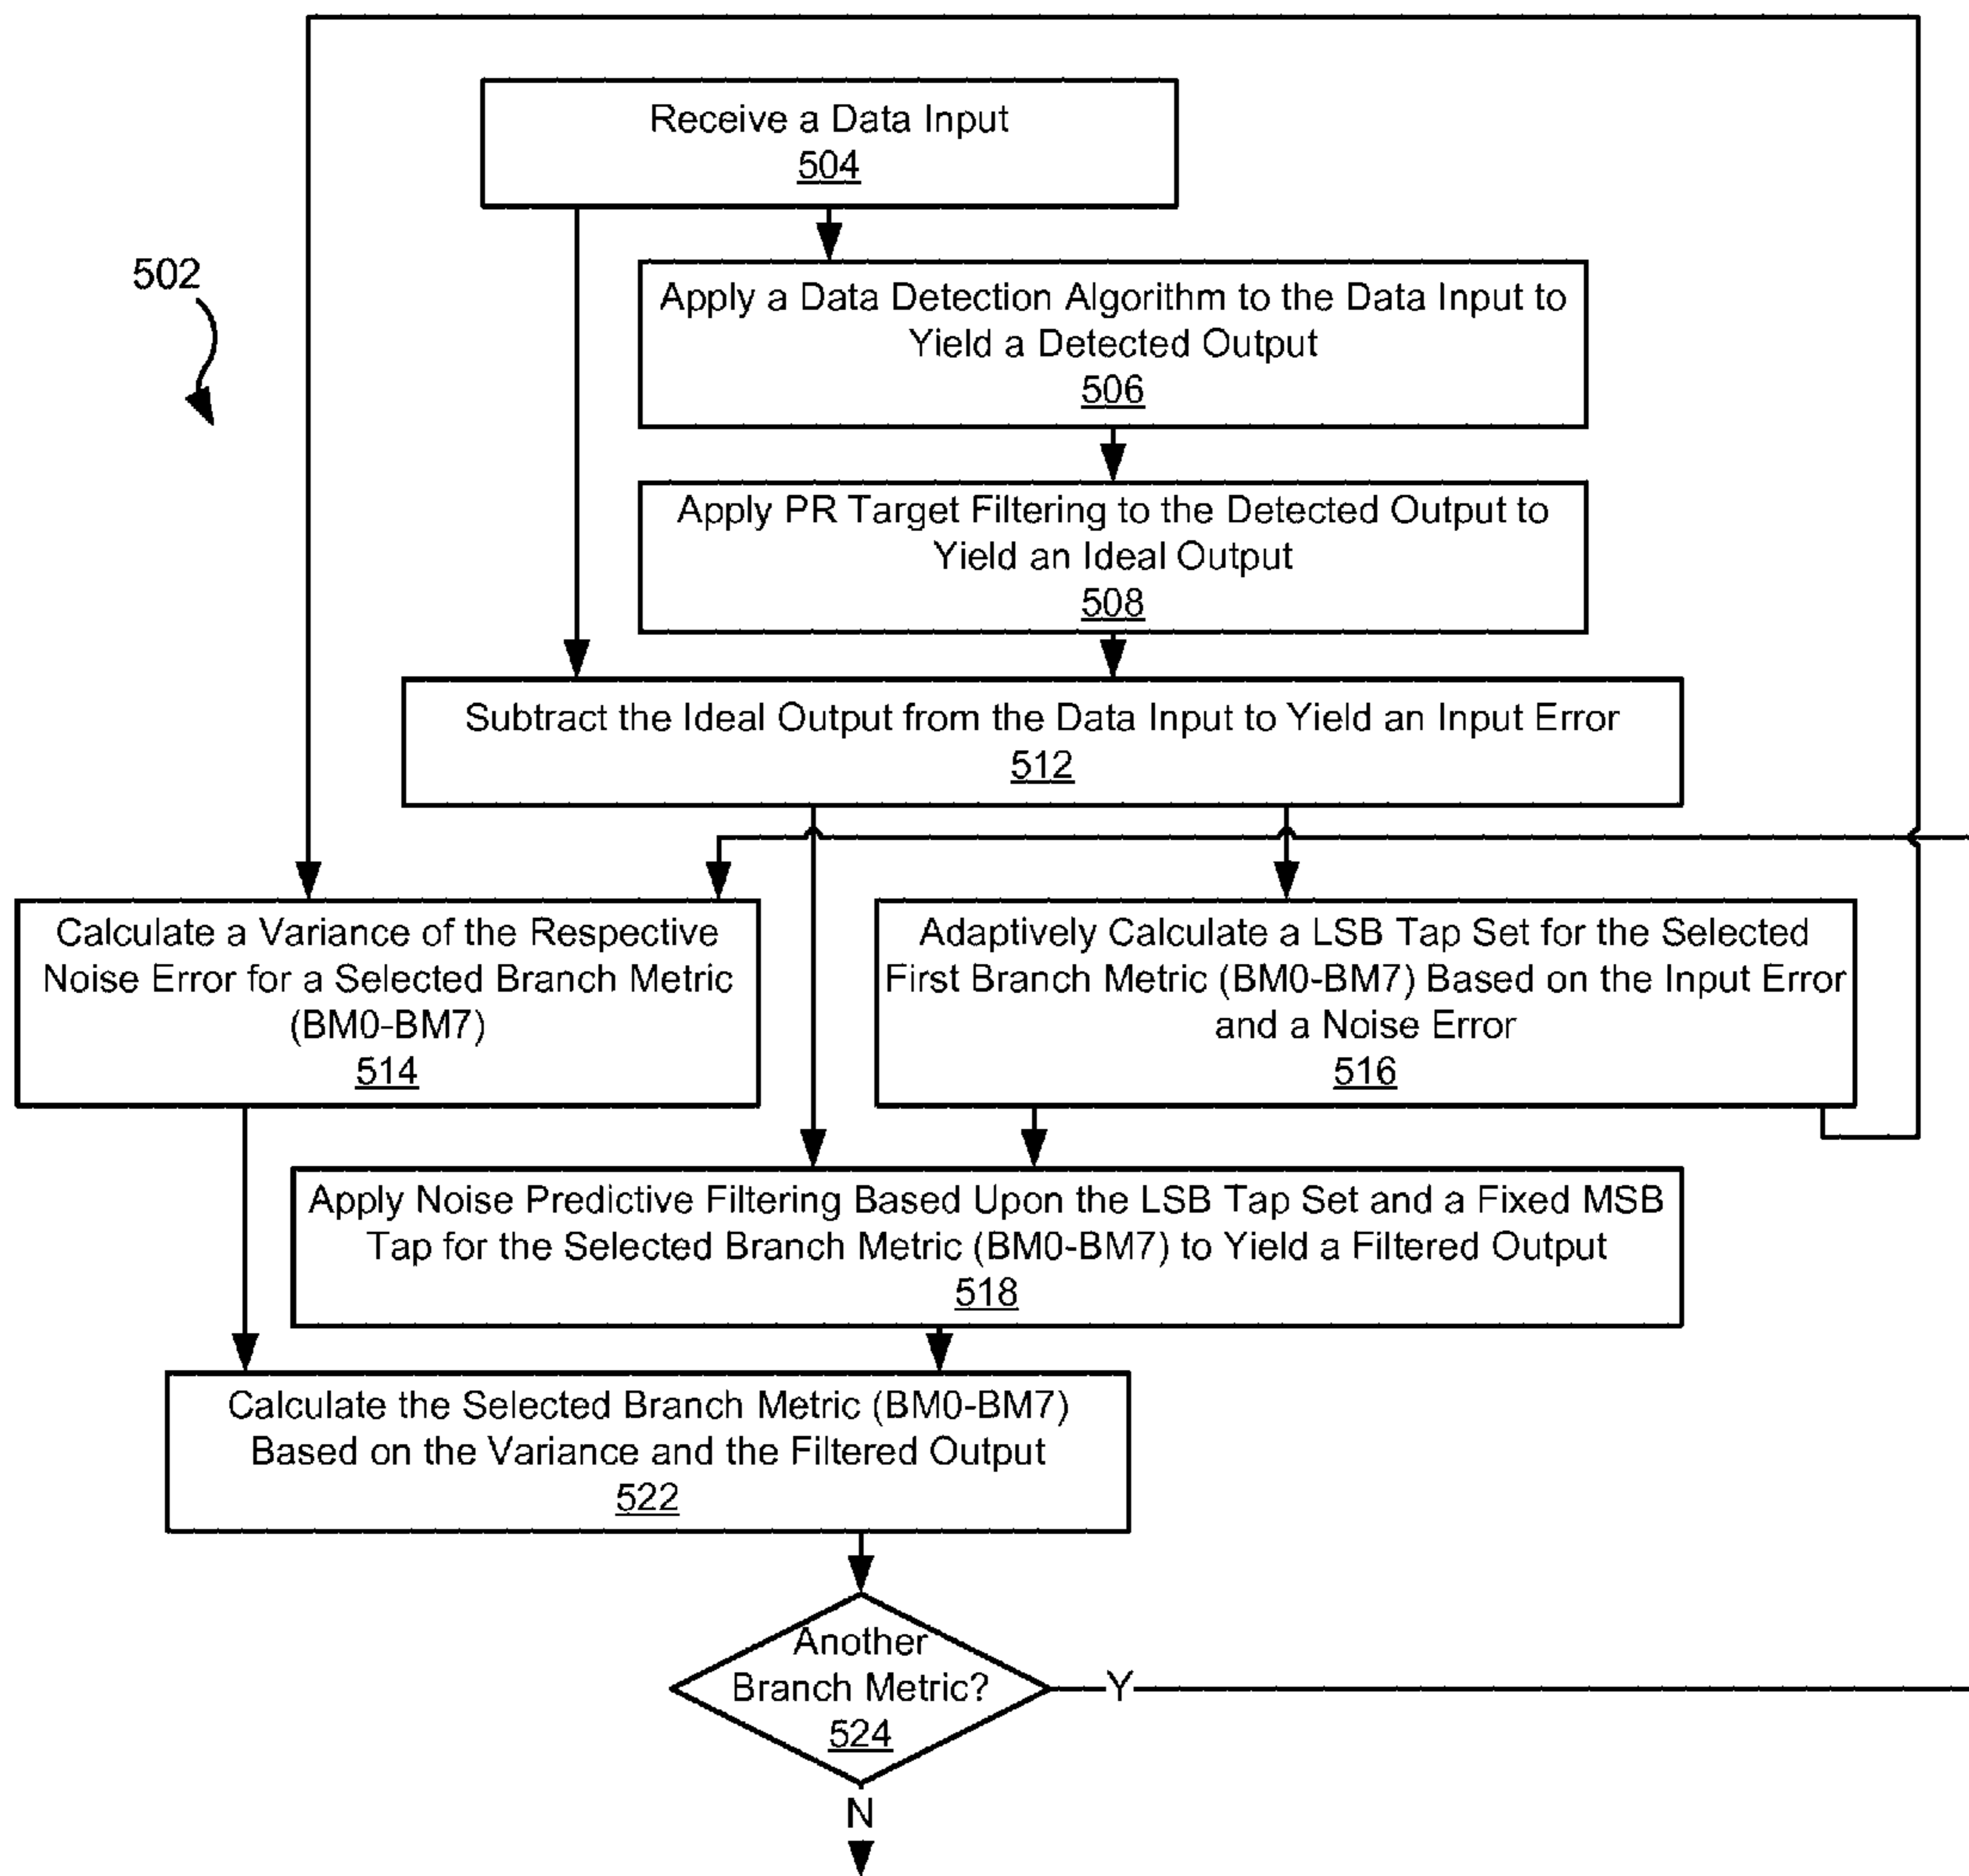 Receive a Data Input
504
502
Apply a Data Detection Algorithm to the Data Input to
Yield a Detected Output
506
Apply PR Target Filtering to the Detected Output to
Yield an Ideal Output
508
Subtract the Ideal Output from the Data Input to Yield an Input Error
512
Calculate a Variance of the Respective
Noise Error for a Selected Branch Metric
(BM0-BM7)
514
Adaptively Calculate a LSB Tap Set for the Selected
First Branch Metric (BM0-BM7) Based on the Input Error
and a Noise Error
516
Apply Noise Predictive Filtering Based Upon the LSB Tap Set and a Fixed MSB
Tap for the Selected Branch Metric (BM0-BM7) to Yield a Filtered Output
518
Calculate the Selected Branch Metric (BM0-BM7)
Based on the Variance and the Filtered Output
522
Another
Branch Metric?
524
Y
N